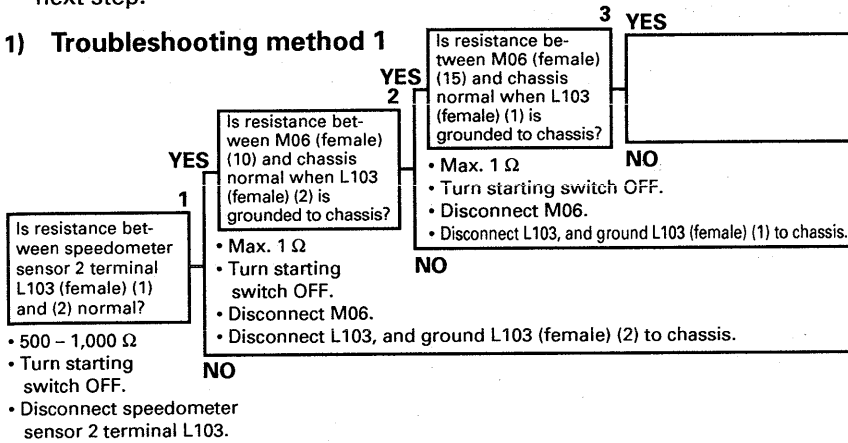 next step.
1) Troubleshooting method 1
3 YES
Is resistance be-
tween M06 (female)
(15) and chassis
normal when L103
(female) (1) is
grounded to chassis?
NO
• Max. 1 Ω
• Turn starting switch OFF.
• Disconnect M06.
• Disconnect L103, and ground L103 (female) (1) to chassis.
YES
2
Is resistance bet-
ween M06 (female)
(10) and chassis
normal when L103
(female) (2) is
grounded to chassis?
NO
• Max. 1 Ω
• Turn starting
switch OFF.
• Disconnect M06.
• Disconnect L103, and ground L103 (female) (2) to chassis.
YES
1
Is resistance bet-
ween speedometer
sensor 2 terminal
L103 (female) (1)
and (2) normal?
NO
• 500 – 1,000 Ω
• Turn starting
switch OFF.
• Disconnect speedometer
sensor 2 terminal L103.